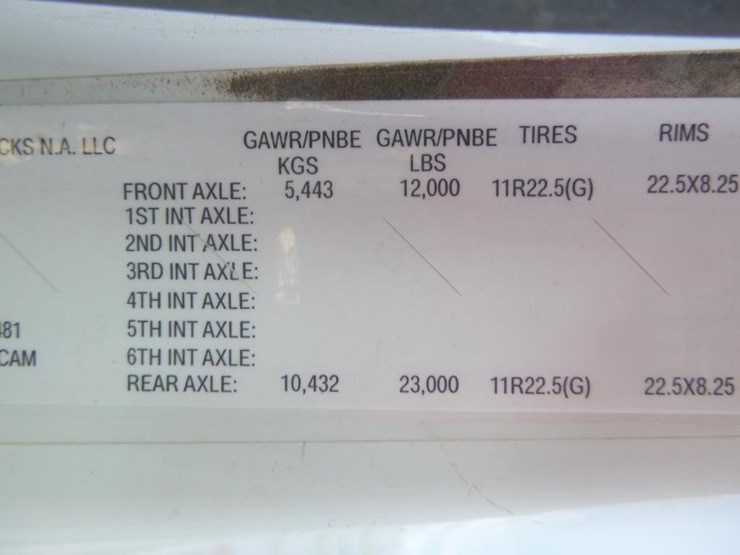 CKS N.A. LLC GAWR/PNBE GAWR/PNBE TIRES RIMS
KGS LBS
FRONT AXLE: 5,443 12,000 11R22.5(G) 22.5X8.25
1ST INT AXLE:
2ND INT AXLE:
3RD INT AXLE:
4TH INT AXLE:
481 5TH INT AXLE:
CAM 6TH INT AXLE:
REAR AXLE: 10,432 23,000 11R22.5(G) 22.5X8.25